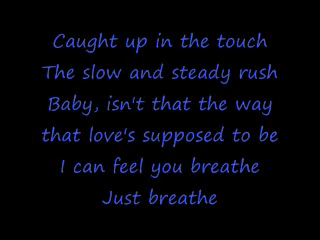 Caught up in the touch
The slow and steady rush
Baby, isn't that the way
that love's supposed to be
I can feel you breathe
Just breathe